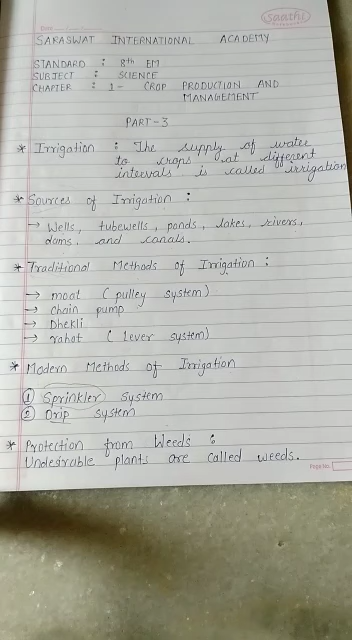 Date
saathi
SARASWAT INTERNATIONAL ACADEMY
STANDARD : 8th EM
SUBJECT : SCIENCE
CHAPTER : 1- CROP PRODUCTION AND
MANAGEMENT
PART-3
* Irrigation : The supply of water
to crops at different
intervals is called irrigation
* Sources of Irrigation :
→ Wells, tubewells, ponds, lakes, rivers,
dams, and canals.
* Traditional Methods of Irrigation :
→ moat (pulley system)
→ Chain pump
→ Dhekli
→ rahat (lever system)
* Modern Methods of Irrigation
① Sprinkler System
② Drip system
* Protection from Weeds :
Undesirable plants are called weeds.
Page No.